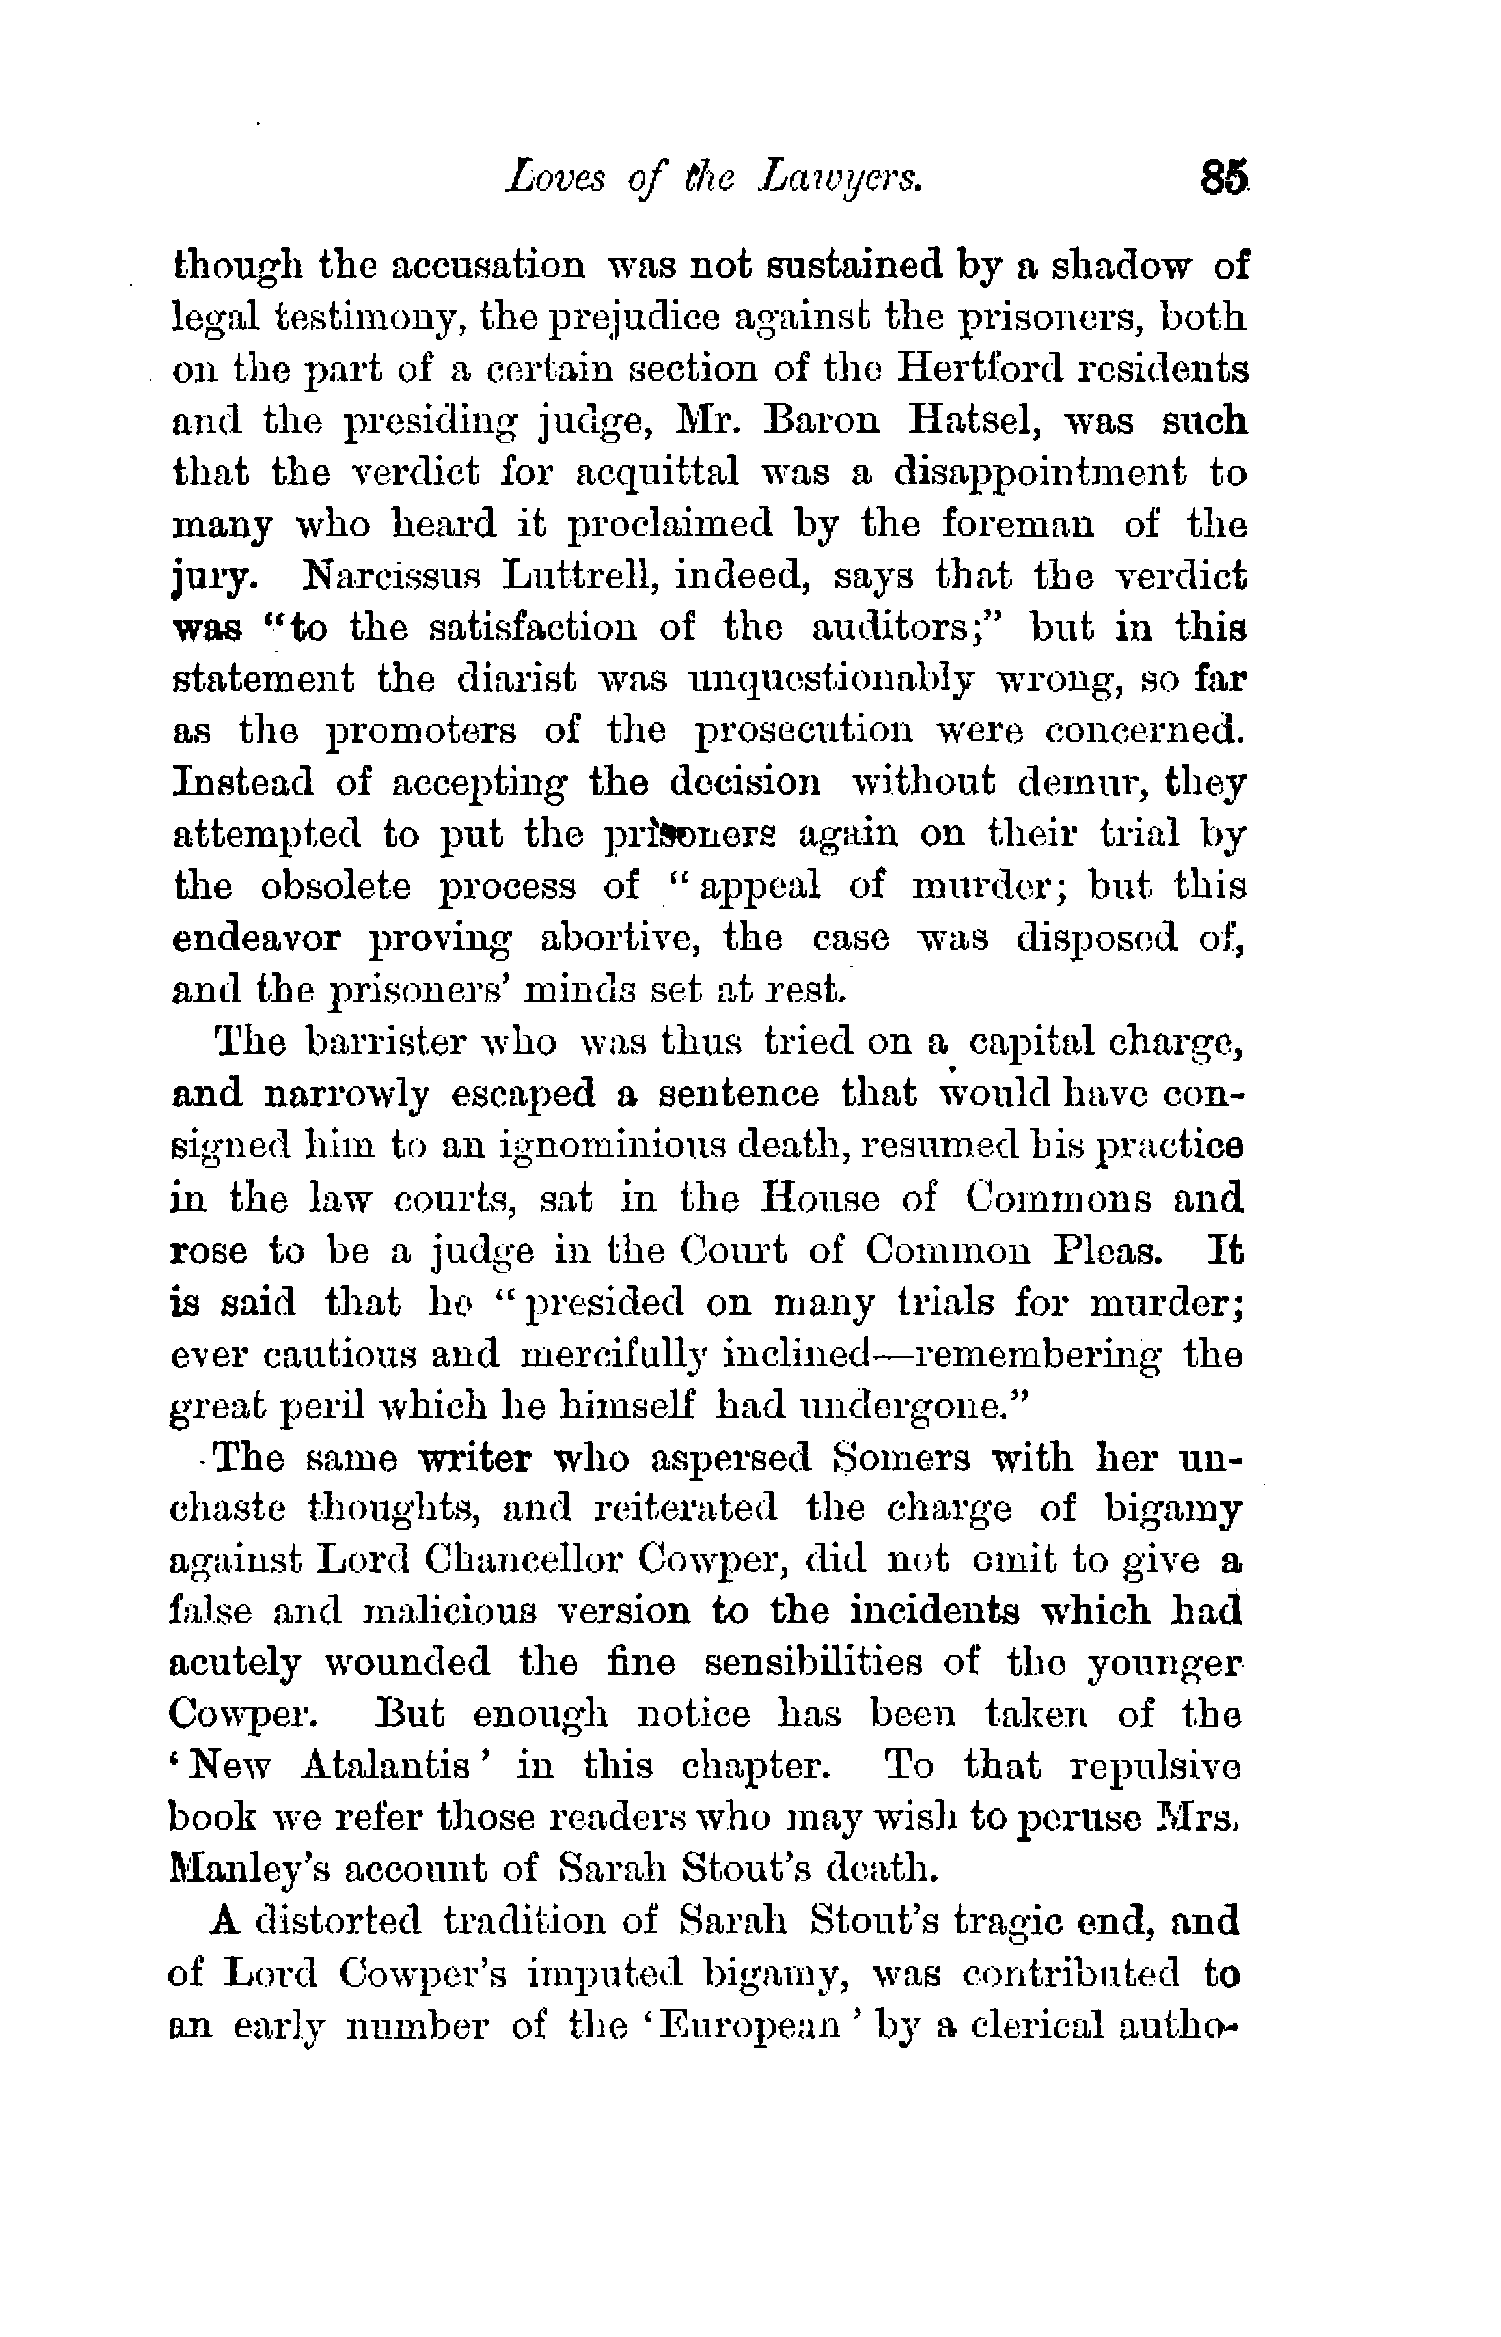 Loves of the Lawyers. 85
though the accusation was not sustained by a shadow of
legal testimony, the prejudice against the prisoners, both
on the part of a certain section of the Hertford residents
and the presiding judge, Mr. Baron Hatsel, was such
that the verdict for acquittal was a disappointment to
many who heard it proclaimed by the foreman of the
jury. Narcissus Luttrell, indeed, says that the verdict
was "to the satisfaction of the auditors;" but in this
statement the diarist was unquestionably wrong, so far
as the promoters of the prosecution were concerned.
Instead of accepting the decision without demur, they
attempted to put the prisoners again on their trial by
the obsolete process of "appeal of murder; but this
endeavor proving abortive, the case was disposed of,
and the prisoners' minds set at rest.
The barrister who was thus tried on a capital charge,
and narrowly escaped a sentence that would have con-
signed him to an ignominious death, resumed his practice
in the law courts, sat in the House of Commons and
rose to be a judge in the Court of Common Pleas. It
is said that he "presided on many trials for murder;
ever cautious and mercifully inclined—remembering the
great peril which he himself had undergone."
The same writer who aspersed Somers with her un-
chaste thoughts, and reiterated the charge of bigamy
against Lord Chancellor Cowper, did not omit to give a
false and malicious version to the incidents which had
acutely wounded the fine sensibilities of the younger
Cowper. But enough notice has been taken of the
'New Atalantis' in this chapter. To that repulsive
book we refer those readers who may wish to peruse Mrs.
Manley's account of Sarah Stout's death.
A distorted tradition of Sarah Stout's tragic end, and
of Lord Cowper's imputed bigamy, was contributed to
an early number of the 'European' by a clerical autho-